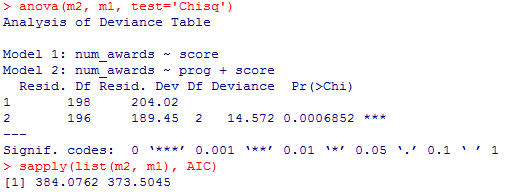 > anova(m2, m1, test='Chisq')
Analysis of Deviance Table

Model 1: num_awards ~ score
Model 2: num_awards ~ prog + score
  Resid. Df Resid. Dev Df Deviance  Pr(>Chi)
1       198     204.02
2       196     189.45  2   14.572 0.0006852 ***
---
Signif. codes:  0 ‘***’ 0.001 ‘**’ 0.01 ‘*’ 0.05 ‘.’ 0.1 ‘ ’ 1
> sapply(list(m2, m1), AIC)
[1] 384.0762 373.5045